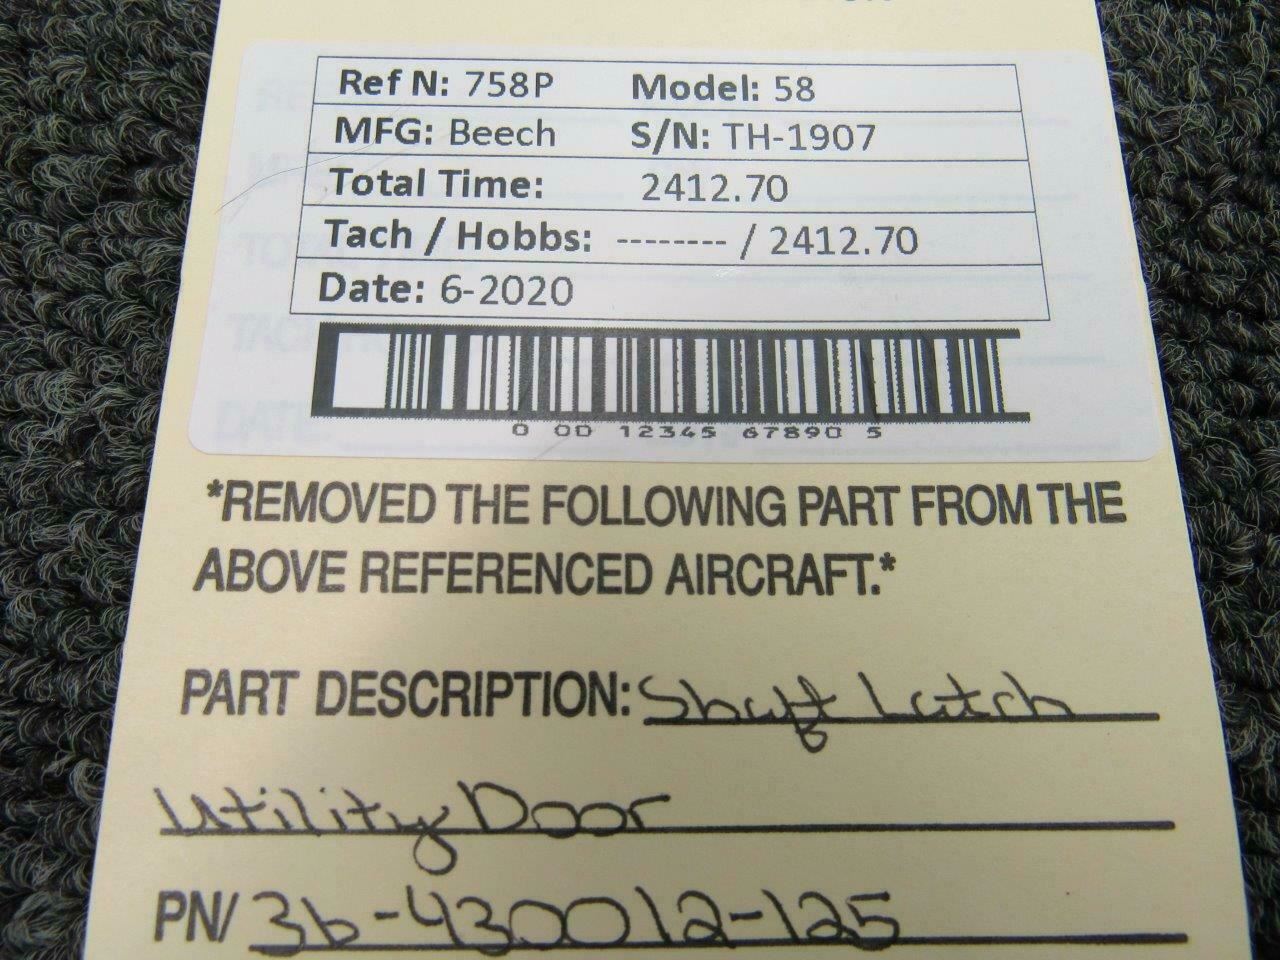 Ref N: 758P Model: 58
MFG: Beech S/N: TH-1907
Total Time: 2412.70
Tach / Hobbs: -------- / 2412.70
Date: 6-2020
0 00 12345 67890 5
*REMOVED THE FOLLOWING PART FROM THE
ABOVE REFERENCED AIRCRAFT.*
PART DESCRIPTION: Shaft Latch
Utility Door
PN/ 36-430012-125